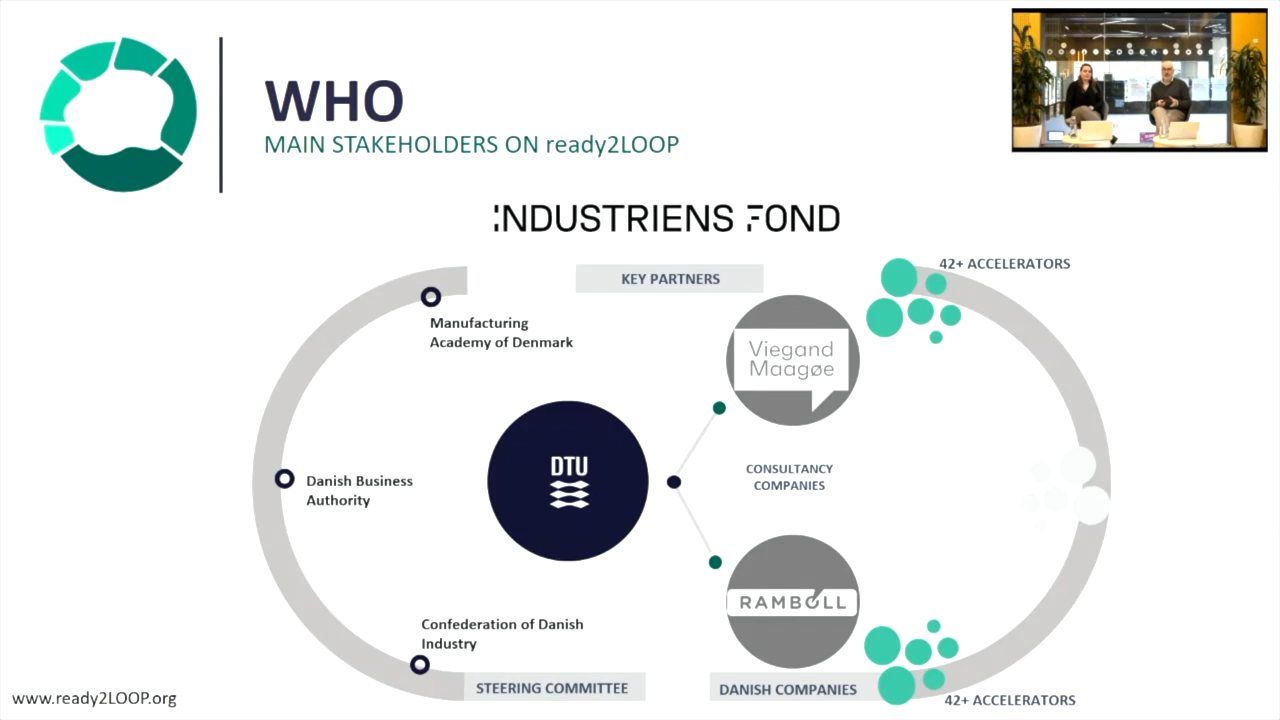 WHO
MAIN STAKEHOLDERS ON ready2LOOP
INDUSTRIENS FOND
KEY PARTNERS
42+ ACCELERATORS
Manufacturing
Academy of Denmark
Viegand
Maagøe
DTU
Danish Business
Authority
CONSULTANCY
COMPANIES
RAMBOLL
Confederation of Danish
Industry
STEERING COMMITTEE
DANISH COMPANIES
www.ready2LOOP.org
42+ ACCELERATORS